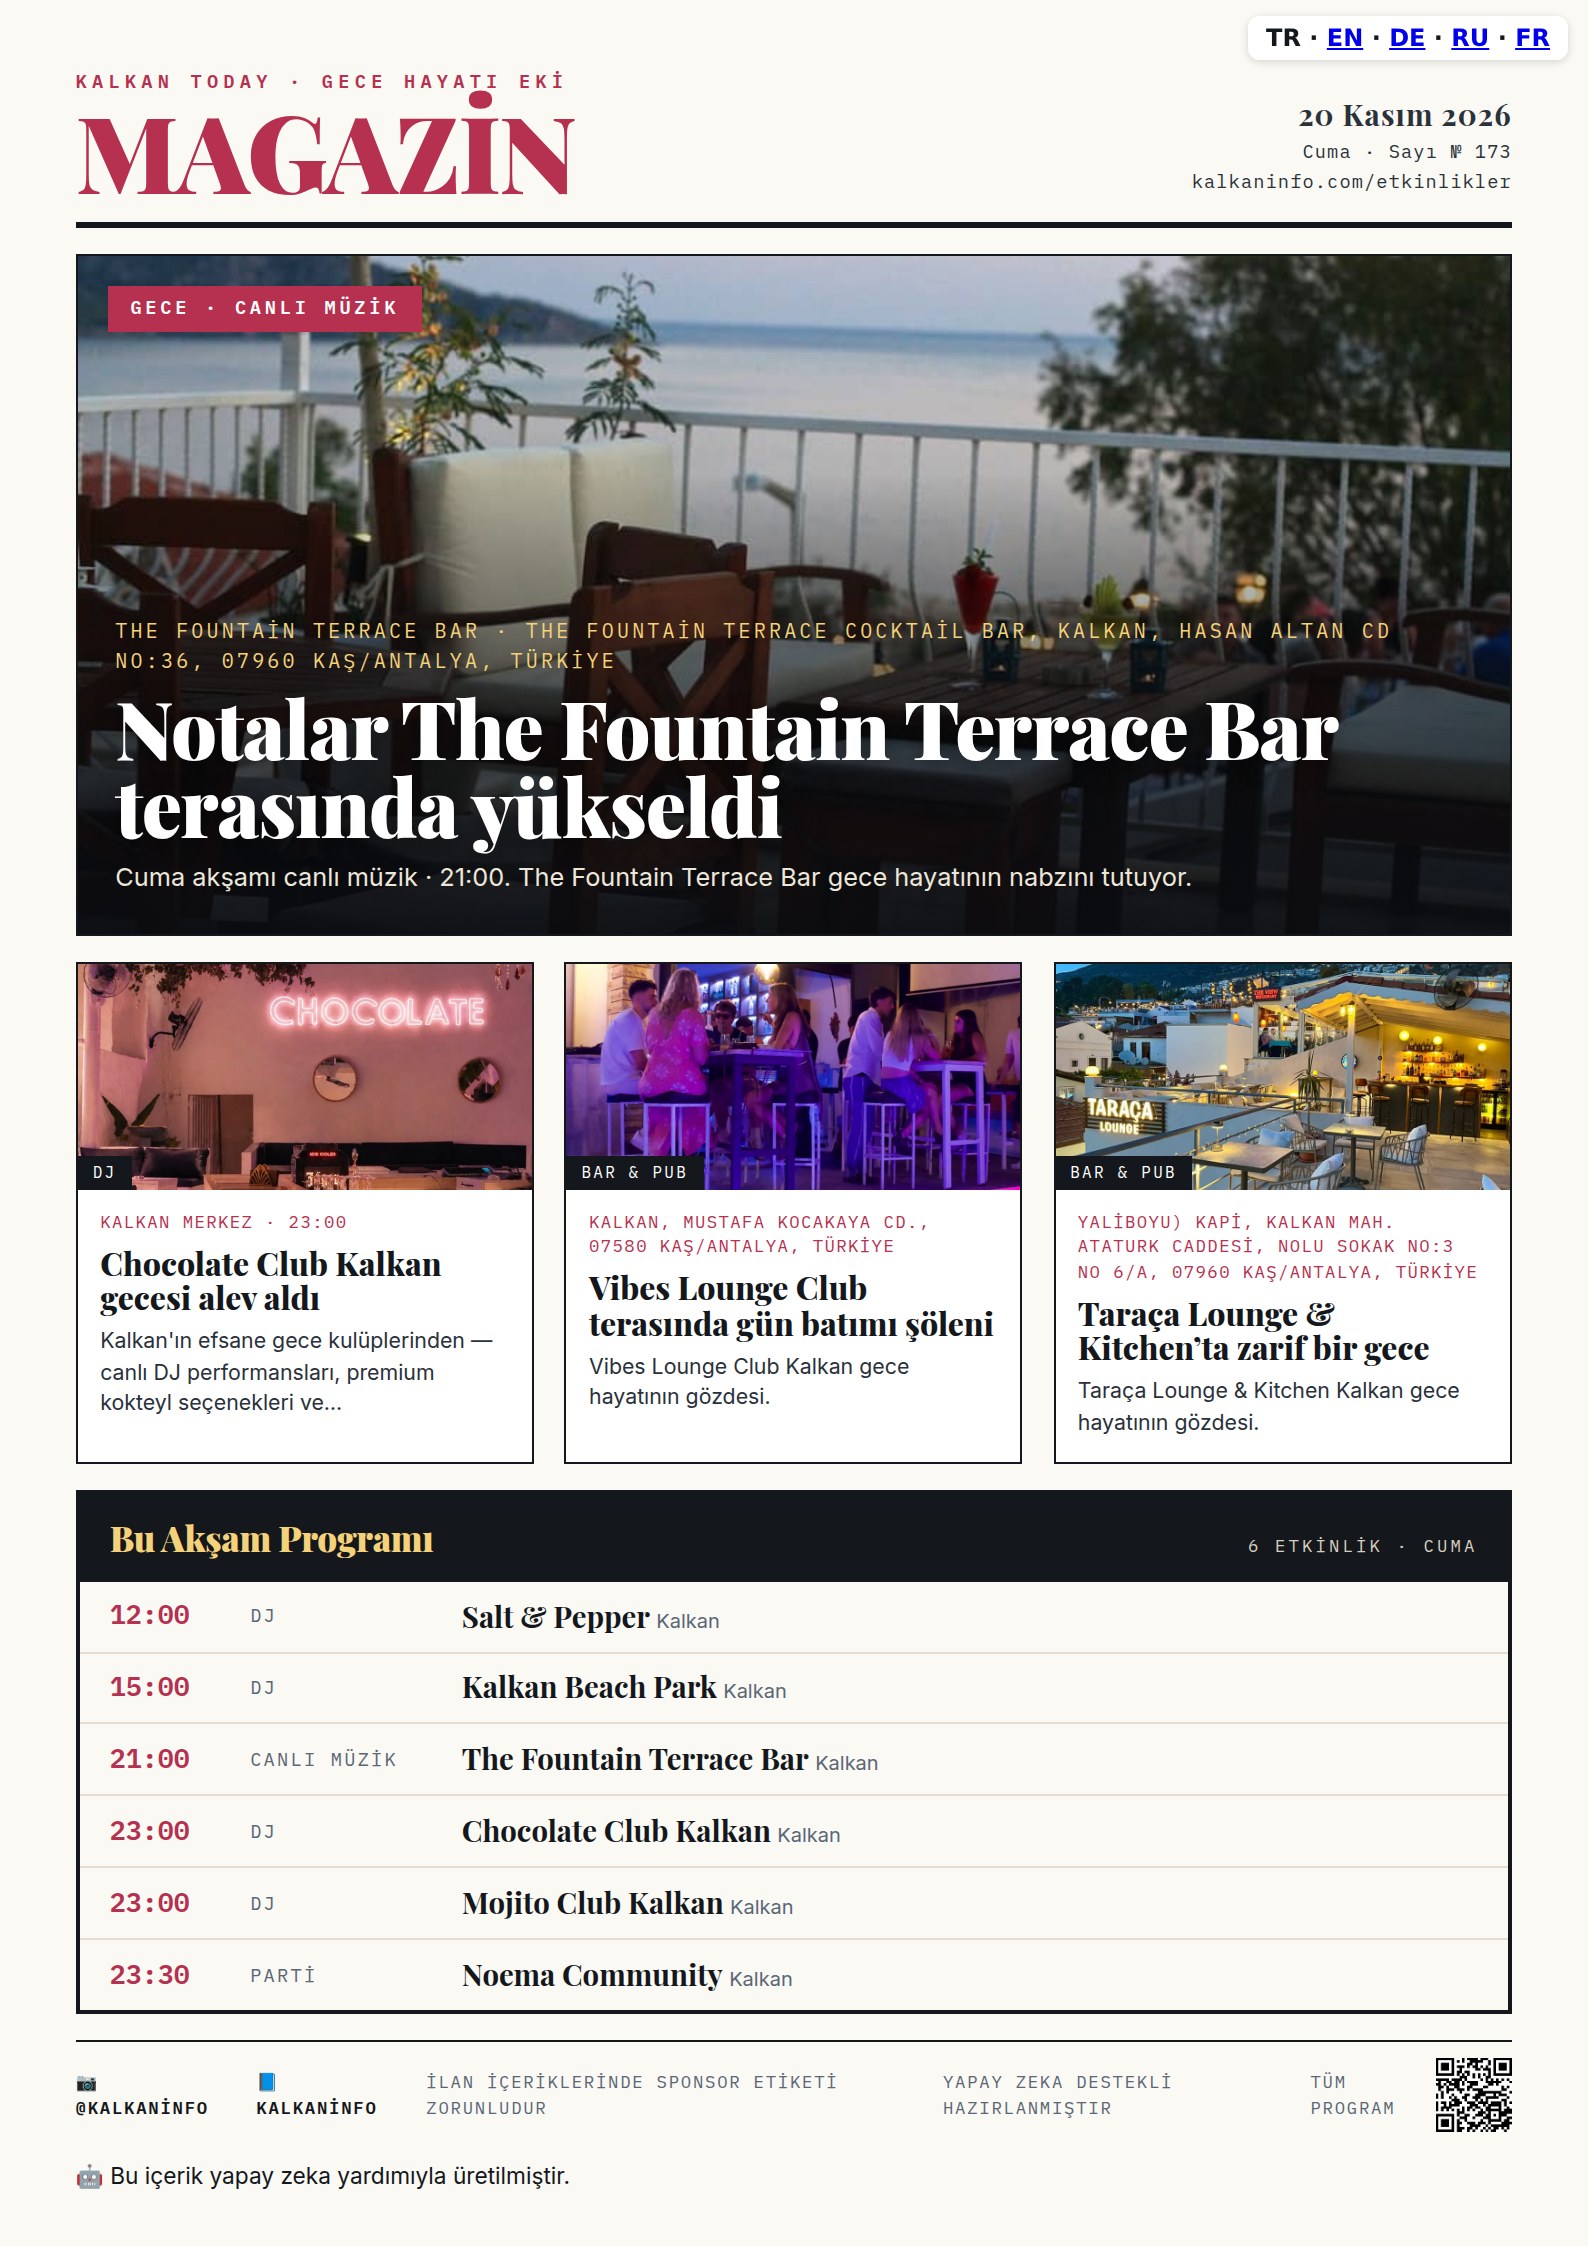 TR · EN · DE · RU · FR
KALKAN TODAY · GECE HAYATI EKİ
MAGAZİN
20 Kasım 2026
Cuma · Sayı № 173
kalkaninfo.com/etkinlikler
GECE · CANLI MÜZİK
THE FOUNTAİN TERRACE BAR · THE FOUNTAİN TERRACE COCKTAİL BAR, KALKAN, HASAN ALTAN CD
NO:36, 07960 KAŞ/ANTALYA, TÜRKİYE
Notalar The Fountain Terrace Bar
terasında yükseldi
Cuma akşamı canlı müzik · 21:00. The Fountain Terrace Bar gece hayatının nabzını tutuyor.
CHOCOLATE
DJ
KALKAN MERKEZ · 23:00
Chocolate Club Kalkan
gecesi alev aldı
Kalkan'ın efsane gece kulüplerinden —
canlı DJ performansları, premium
kokteyl seçenekleri ve...
BAR & PUB
KALKAN, MUSTAFA KOCAKAYA CD.,
07580 KAŞ/ANTALYA, TÜRKİYE
Vibes Lounge Club
terasında gün batımı şöleni
Vibes Lounge Club Kalkan gece
hayatının gözdesi.
TARAÇA
LOUNGE
BAR & PUB
YALİBOYU) KAPİ, KALKAN MAH.
ATATURK CADDESİ, NOLU SOKAK NO:3
NO 6/A, 07960 KAŞ/ANTALYA, TÜRKİYE
Taraça Lounge &
Kitchen’ta zarif bir gece
Taraça Lounge & Kitchen Kalkan gece
hayatının gözdesi.
Bu Akşam Programı
6 ETKİNLİK · CUMA
12:00 DJ Salt & Pepper Kalkan
15:00 DJ Kalkan Beach Park Kalkan
21:00 CANLI MÜZİK The Fountain Terrace Bar Kalkan
23:00 DJ Chocolate Club Kalkan Kalkan
23:00 DJ Mojito Club Kalkan Kalkan
23:30 PARTİ Noema Community Kalkan
@KALKANİNFO
KALKANİNFO
İLAN İÇERİKLERİNDE SPONSOR ETİKETİ
ZORUNLUDUR
YAPAY ZEKA DESTEKLİ
HAZIRLANMIŞTIR
TÜM
PROGRAM
🤖 Bu içerik yapay zeka yardımıyla üretilmiştir.